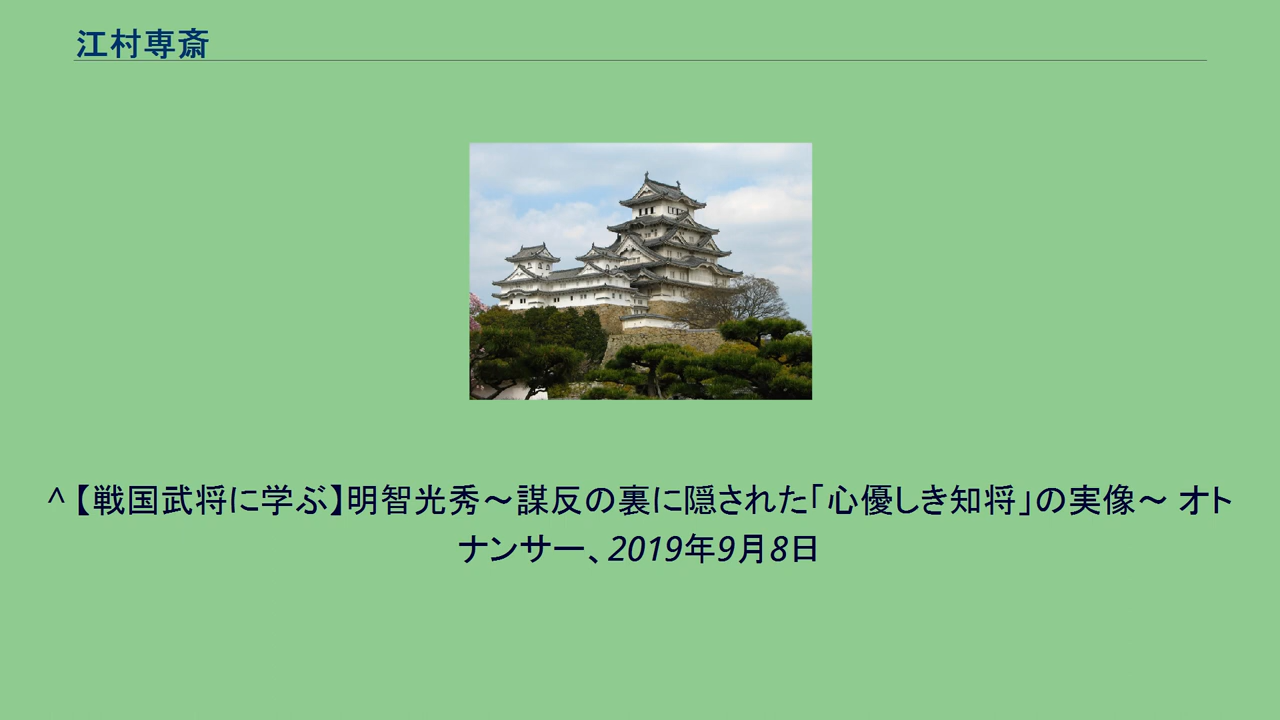 江村専斎
^ 【戦国武将に学ぶ】明智光秀～謀反の裏に隠された「心優しき知将」の実像～ オト
ナンサー、2019年9月8日